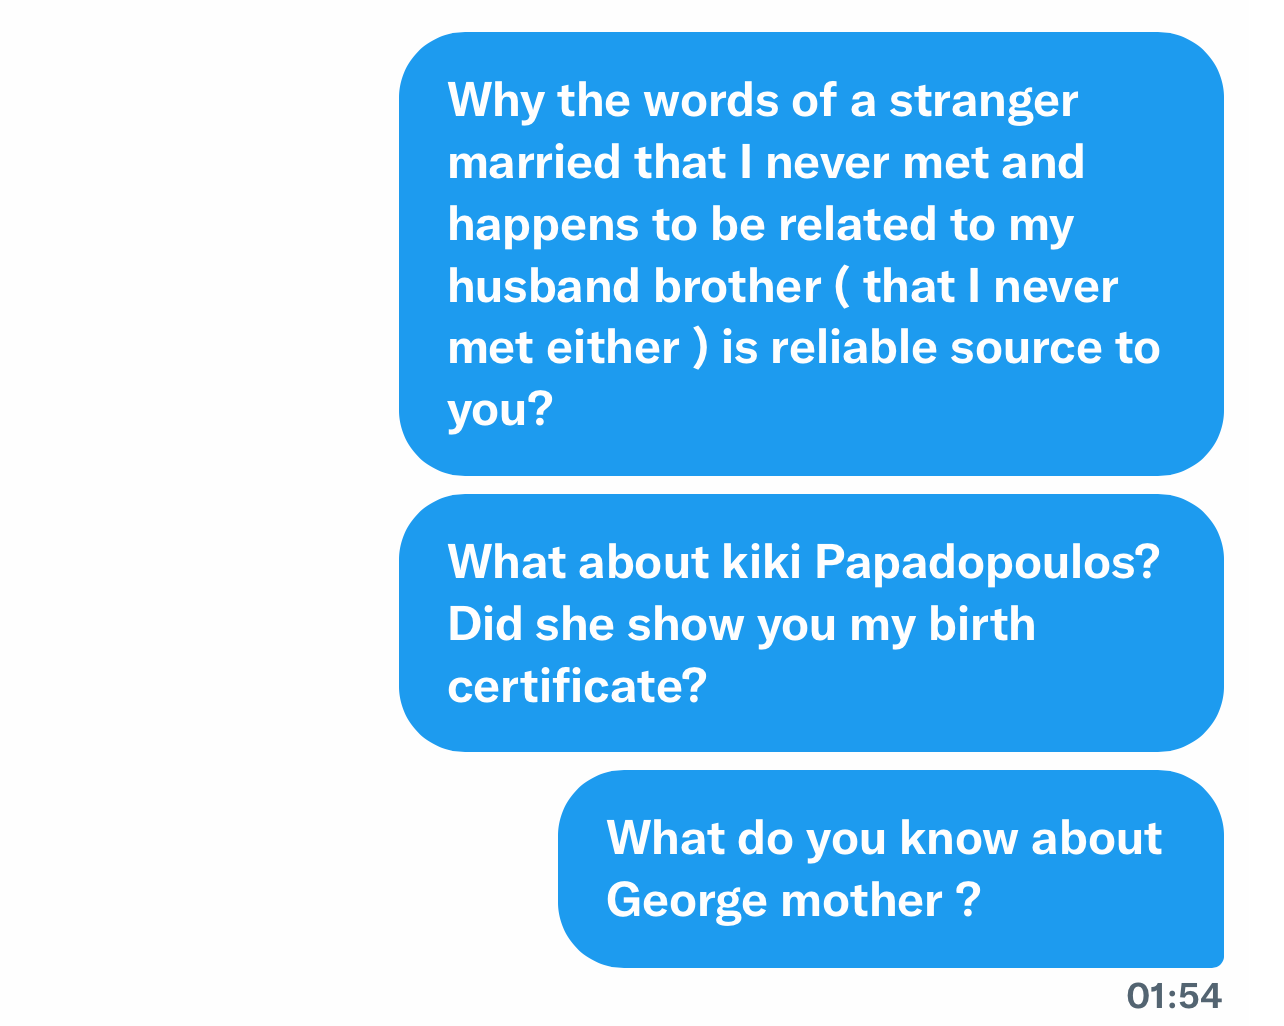 Why the words of a stranger
married that I never met and
happens to be related to my
husband brother ( that I never
met either ) is reliable source to
you?
What about kiki Papadopoulos?
Did she show you my birth
certificate?
What do you know about
George mother ?
01:54